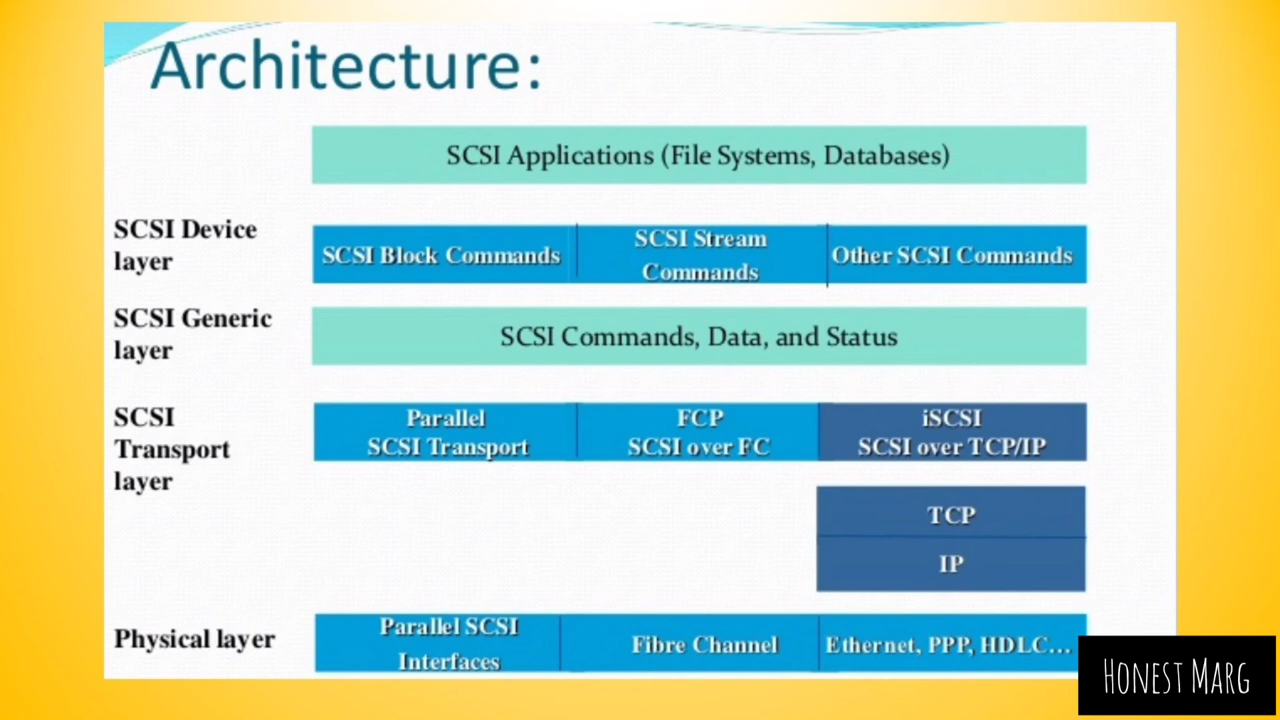 Architecture:
SCSI Applications (File Systems, Databases)
SCSI Device
layer
SCSI Block Commands
SCSI Stream
Commands
Other SCSI Commands
SCSI Generic
layer
SCSI Commands, Data, and Status
SCSI
Transport
layer
Parallel
SCSI Transport
FCP
SCSI over FC
iSCSI
SCSI over TCP/IP
TCP
IP
Physical layer
Parallel SCSI
Interfaces
Fibre Channel
Ethernet, PPP, HDLC...
HONEST MARG